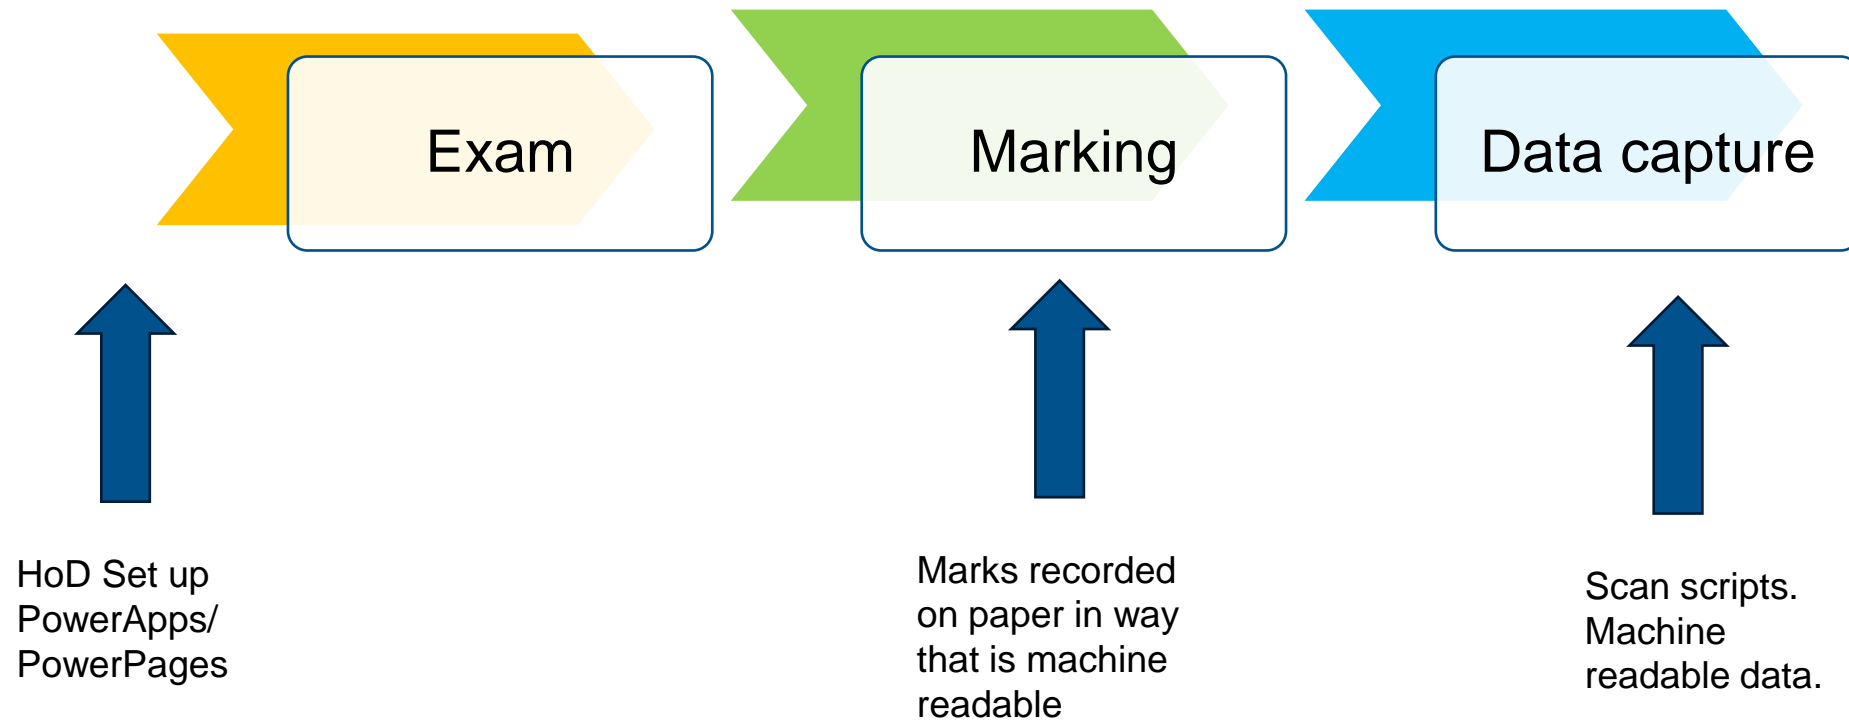 Exam
Marking
Data capture
HoD Set up
PowerApps/
PowerPages
Marks recorded
on paper in way
that is machine
readable
Scan scripts.
Machine
readable data.